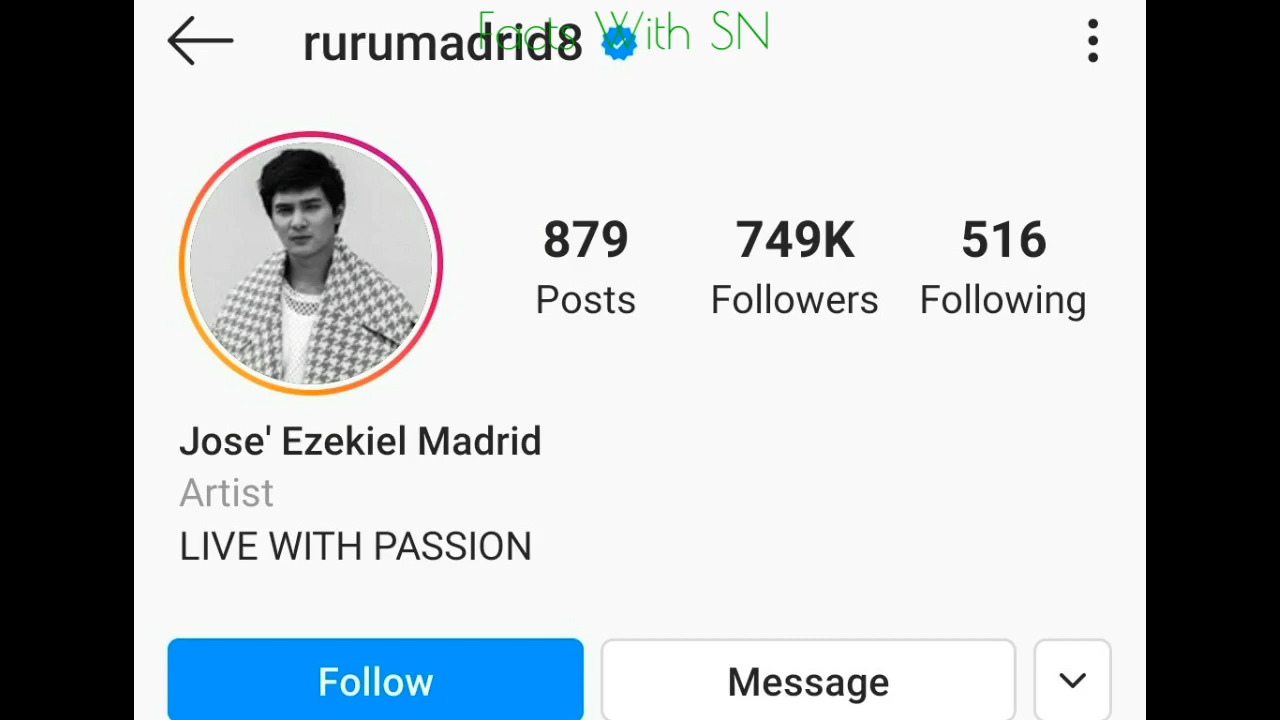 rurumadrid8
Facts With SN
879
749K
516
Posts
Followers
Following
Jose' Ezekiel Madrid
Artist
LIVE WITH PASSION
Follow
Message